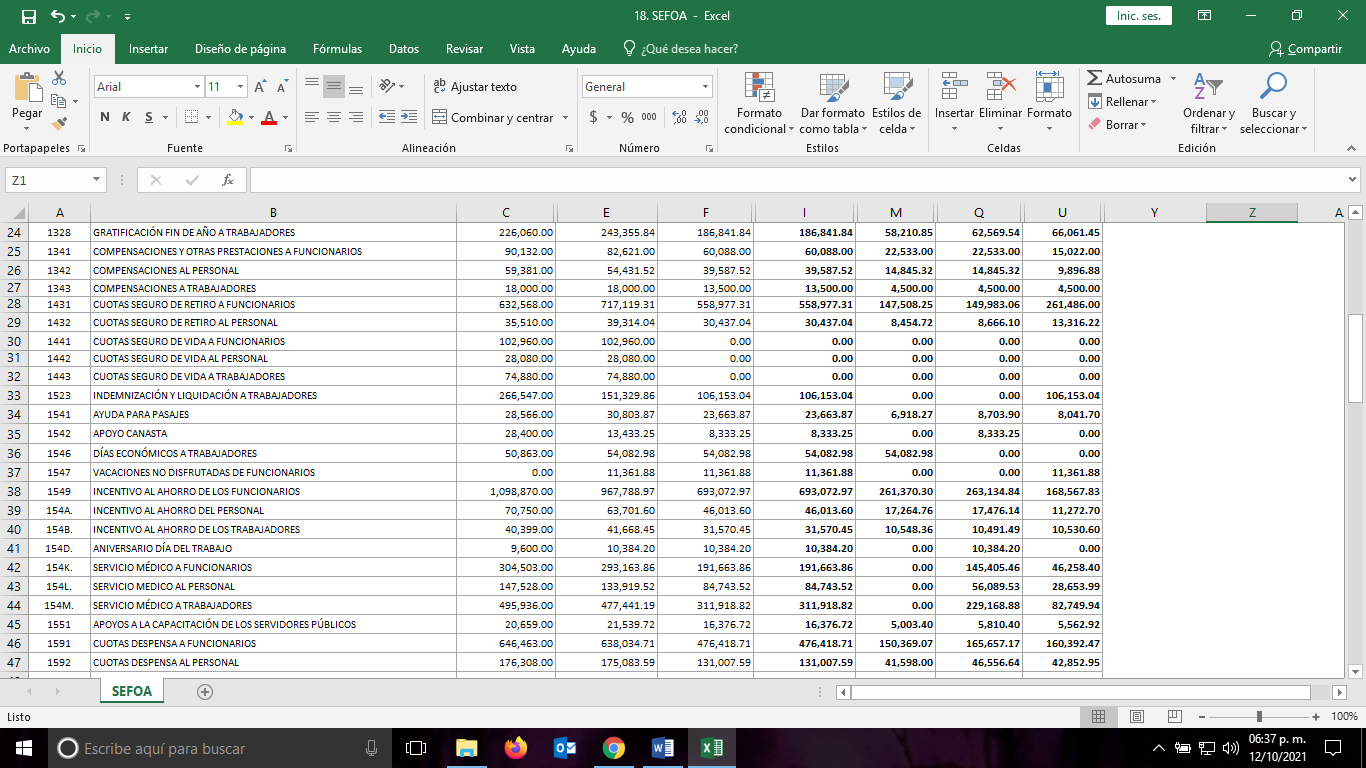 18. SEFOA - Excel
Inic. ses.
Archivo Inicio Insertar Diseño de página Fórmulas Datos Revisar Vista Ayuda ¿Qué desea hacer? Compartir
Pegar
Arial 11 A A
N K S A
Ajustar texto
Combinar y centrar
General
$ % 000
Formato condicional
Dar formato como tabla
Estilos de celda
Insertar Eliminar Formato
Autosuma
Rellenar
Borrar
Ordenar y filtrar
Buscar y seleccionar
Portapapeles Fuente Alineación Número Estilos Celdas Edición
Z1 fx
A B C E F I M Q U Y Z A
24 1328 GRATIFICACIÓN FIN DE AÑO A TRABAJADORES 226,060.00 243,355.84 186,841.84 186,841.84 58,210.85 62,569.54 66,061.45
25 1341 COMPENSACIONES Y OTRAS PRESTACIONES A FUNCIONARIOS 90,132.00 82,621.00 60,088.00 60,088.00 22,533.00 22,533.00 15,022.00
26 1342 COMPENSACIONES AL PERSONAL 59,381.00 54,431.52 39,587.52 39,587.52 14,845.32 14,845.32 9,896.88
27 1343 COMPENSACIONES A TRABAJADORES 18,000.00 18,000.00 13,500.00 13,500.00 4,500.00 4,500.00 4,500.00
28 1431 CUOTAS SEGURO DE RETIRO A FUNCIONARIOS 632,568.00 717,119.31 558,977.31 558,977.31 147,508.25 149,983.06 261,486.00
29 1432 CUOTAS SEGURO DE RETIRO AL PERSONAL 35,510.00 39,314.04 30,437.04 30,437.04 8,454.72 8,666.10 13,316.22
30 1441 CUOTAS SEGURO DE VIDA A FUNCIONARIOS 102,960.00 102,960.00 0.00 0.00 0.00 0.00 0.00
31 1442 CUOTAS SEGURO DE VIDA AL PERSONAL 28,080.00 28,080.00 0.00 0.00 0.00 0.00 0.00
32 1443 CUOTAS SEGURO DE VIDA A TRABAJADORES 74,880.00 74,880.00 0.00 0.00 0.00 0.00 0.00
33 1523 INDEMNIZACIÓN Y LIQUIDACIÓN A TRABAJADORES 266,547.00 151,329.86 106,153.04 106,153.04 0.00 0.00 106,153.04
34 1541 AYUDA PARA PASAJES 28,566.00 30,803.87 23,663.87 23,663.87 6,918.27 8,703.90 8,041.70
35 1542 APOYO CANASTA 28,400.00 13,433.25 8,333.25 8,333.25 0.00 8,333.25 0.00
36 1546 DÍAS ECONÓMICOS A TRABAJADORES 50,863.00 54,082.98 54,082.98 54,082.98 54,082.98 0.00 0.00
37 1547 VACACIONES NO DISFRUTADAS DE FUNCIONARIOS 0.00 11,361.88 11,361.88 11,361.88 0.00 0.00 11,361.88
38 1549 INCENTIVO AL AHORRO DE LOS FUNCIONARIOS 1,098,870.00 967,788.97 693,072.97 693,072.97 261,370.30 263,134.84 168,567.83
39 154A. INCENTIVO AL AHORRO DEL PERSONAL 70,750.00 63,701.60 46,013.60 46,013.60 17,264.76 17,476.14 11,272.70
40 154B. INCENTIVO AL AHORRO DE LOS TRABAJADORES 40,399.00 41,668.45 31,570.45 31,570.45 10,548.36 10,491.49 10,530.60
41 154D. ANIVERSARIO DÍA DEL TRABAJO 9,600.00 10,384.20 10,384.20 10,384.20 0.00 10,384.20 0.00
42 154K. SERVICIO MÉDICO A FUNCIONARIOS 304,503.00 293,163.86 191,663.86 191,663.86 0.00 145,405.46 46,258.40
43 154L. SERVICIO MEDICO AL PERSONAL 147,528.00 133,919.52 84,743.52 84,743.52 0.00 56,089.53 28,653.99
44 154M. SERVICIO MÉDICO A TRABAJADORES 495,936.00 477,441.19 311,918.82 311,918.82 0.00 229,168.88 82,749.94
45 1551 APOYOS A LA CAPACITACIÓN DE LOS SERVIDORES PÚBLICOS 20,659.00 21,539.72 16,376.72 16,376.72 5,003.40 5,810.40 5,562.92
46 1591 CUOTAS DESPENSA A FUNCIONARIOS 646,463.00 638,034.71 476,418.71 476,418.71 150,369.07 165,657.17 160,392.47
47 1592 CUOTAS DESPENSA AL PERSONAL 176,308.00 175,083.59 131,007.59 131,007.59 41,598.00 46,556.64 42,852.95
SEFOA
Listo 100%
Escribe aquí para buscar
06:37 p. m.
12/10/2021